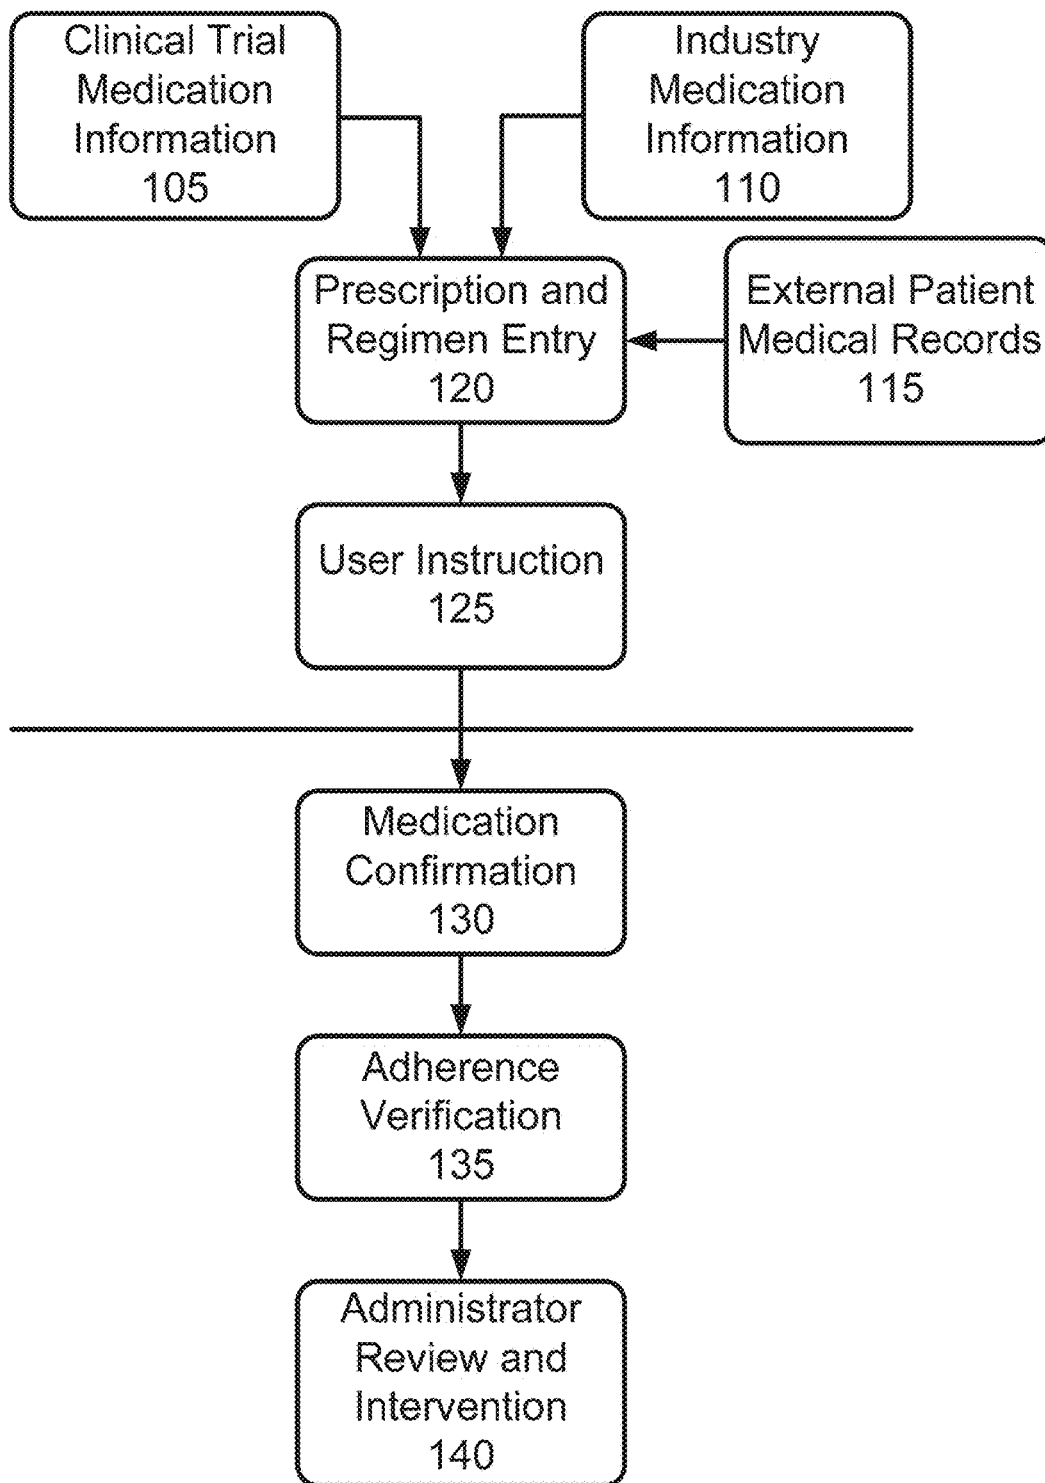 Clinical Trial
Medication
Information
105
Industry
Medication
Information
110
Prescription and
Regimen Entry
120
External Patient
Medical Records
115
User Instruction
125
Medication
Confirmation
130
Adherence
Verification
135
Administrator
Review and
Intervention
140